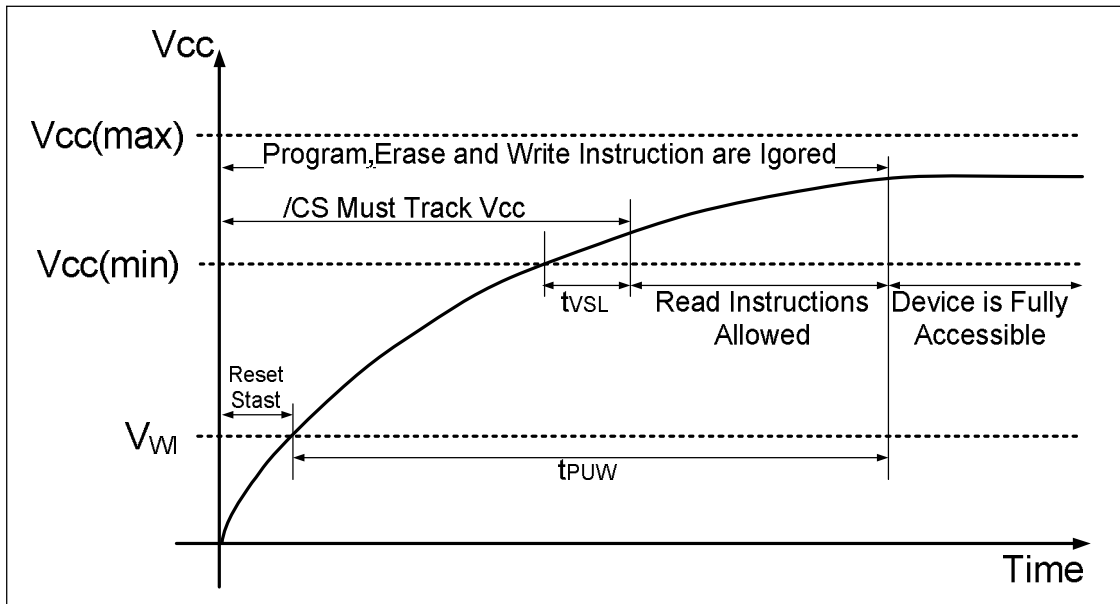 Vcc
Vcc(max)
Program,Erase and Write Instruction are Igored
/CS Must Track Vcc
Vcc(min)
tVSL
Read Instructions
Allowed
Device is Fully
Accessible
Reset
Stast
VWI
tPUW
Time